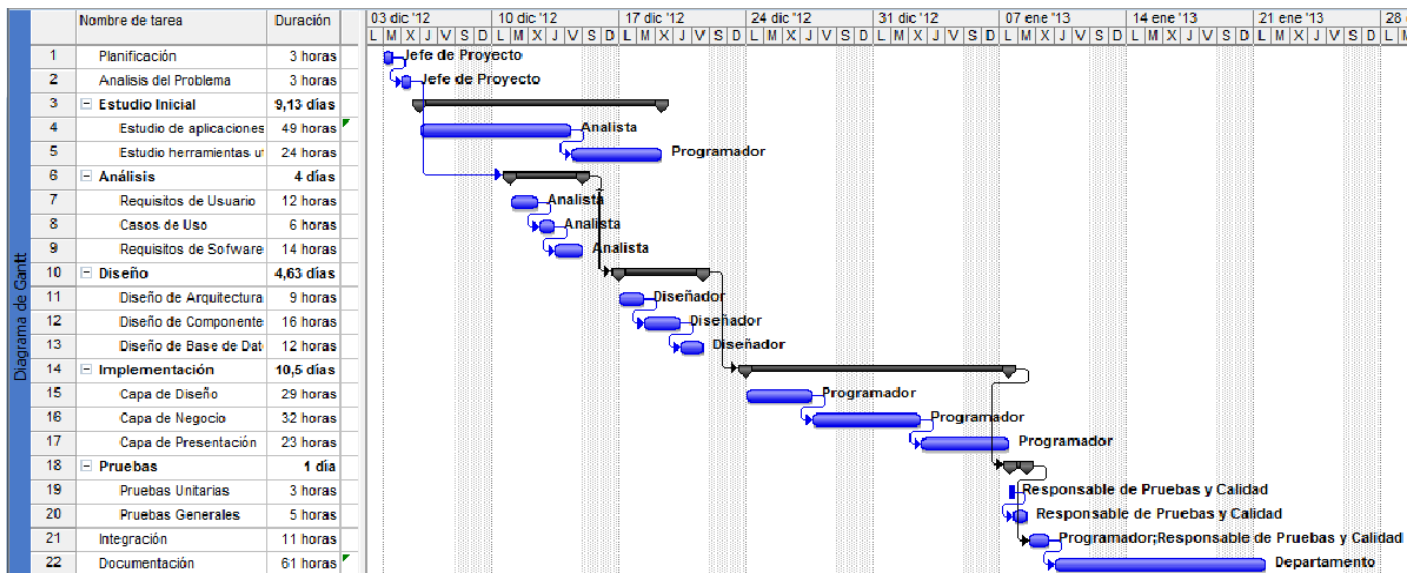 Nombre de tarea Duración 03 dic '12 10 dic '12 17 dic '12 24 dic '12 31 dic '12 07 ene '13 14 ene '13 21 ene '13 28
L M X J V S D L M X J V S D L M X J V S D L M X J V S D L M X J V S D L M X J V S D L M X J V S D L M X J V S D L M
Diagrama de Gantt
1 Planificación 3 horas Jefe de Proyecto
2 Analisis del Problema 3 horas Jefe de Proyecto
3 Estudio Inicial 9,13 días
4 Estudio de aplicaciones 49 horas Analista
5 Estudio herramientas ut 24 horas Programador
6 Análisis 4 días
7 Requisitos de Usuario 12 horas Analista
8 Casos de Uso 6 horas Analista
9 Requisitos de Sofware 14 horas Analista
10 Diseño 4,63 días
11 Diseño de Arquitectura 9 horas Diseñador
12 Diseño de Componente 16 horas Diseñador
13 Diseño de Base de Dat 12 horas Diseñador
14 Implementación 10,5 días
15 Capa de Diseño 29 horas Programador
16 Capa de Negocio 32 horas Programador
17 Capa de Presentación 23 horas Programador
18 Pruebas 1 día
19 Pruebas Unitarias 3 horas Responsable de Pruebas y Calidad
20 Pruebas Generales 5 horas Responsable de Pruebas y Calidad
21 Integración 11 horas Programador;Responsable de Pruebas y Calidad
22 Documentación 61 horas Departamento